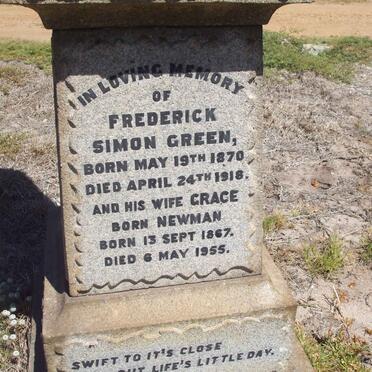 IN LOVING MEMORY
OF
FREDERICK
SIMON GREEN,
BORN MAY 19TH 1870
DIED APRIL 24TH 1918.
AND HIS WIFE GRACE
BORN NEWMAN
BORN 13 SEPT 1867.
DIED 6 MAY 1955.
SWIFT TO IT'S CLOSE
OUT LIFE'S LITTLE DAY.